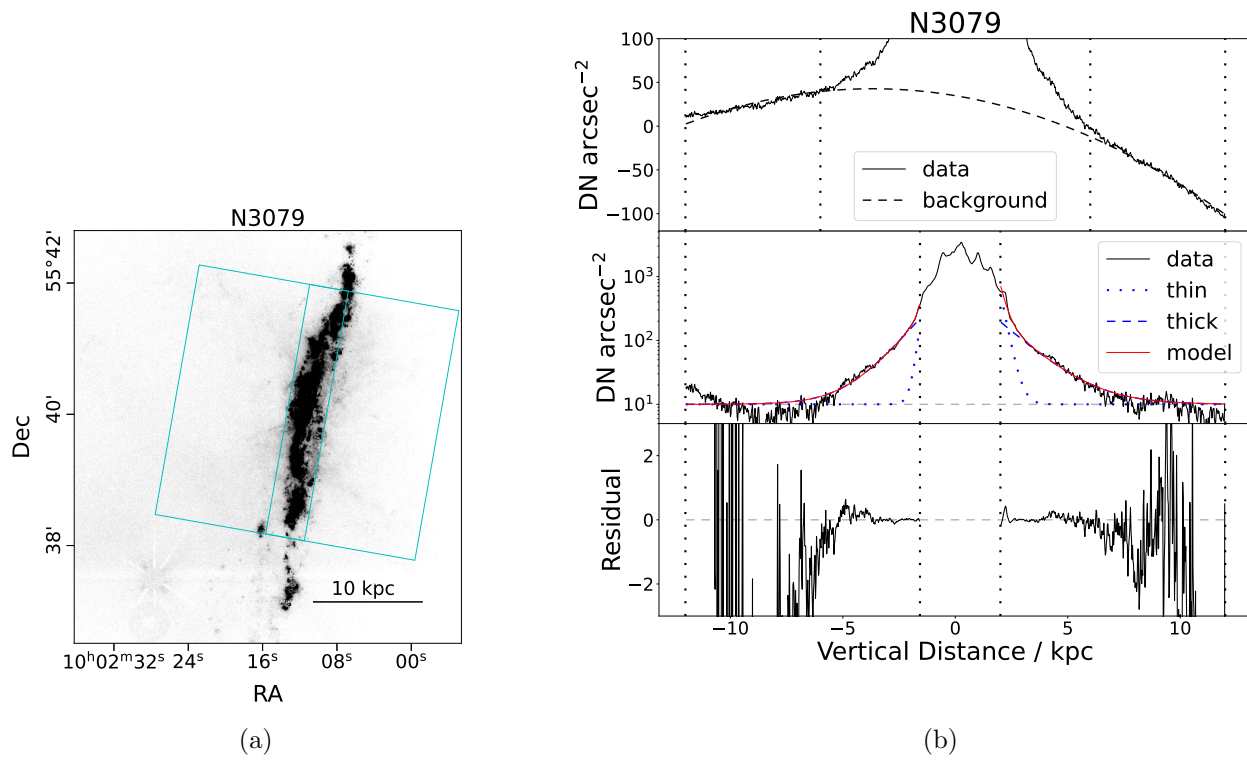 N3079
55°42'
40'
38'
Dec
10 kpc
10ʰ02ᵐ32ˢ 24ˢ 16ˢ 08ˢ 00ˢ
RA
(a)
N3079
100
50
0
−50
−100
DN arcsec⁻²
data
background
10³
10²
10¹
DN arcsec⁻²
data
thin
thick
model
2
0
−2
Residual
−10 −5 0 5 10
Vertical Distance / kpc
(b)